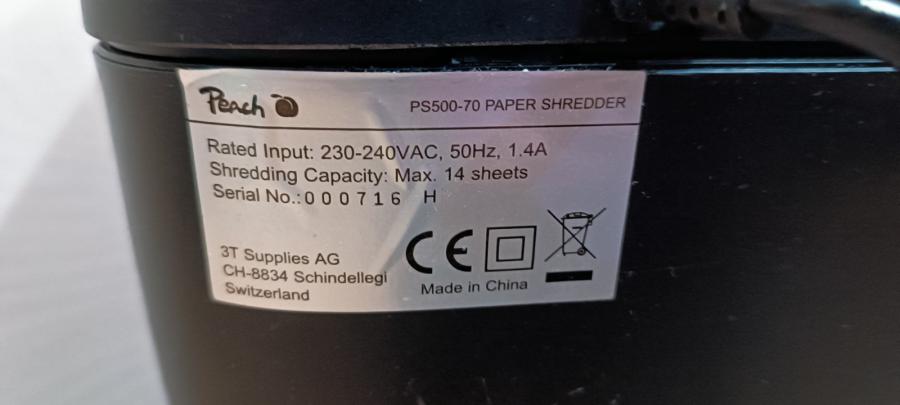 Peach
PS500-70 PAPER SHREDDER
Rated Input: 230-240VAC, 50Hz, 1.4A
Shredding Capacity: Max. 14 sheets
Serial No.:000716 H
3T Supplies AG
CH-8834 Schindellegi
Switzerland
CE
Made in China